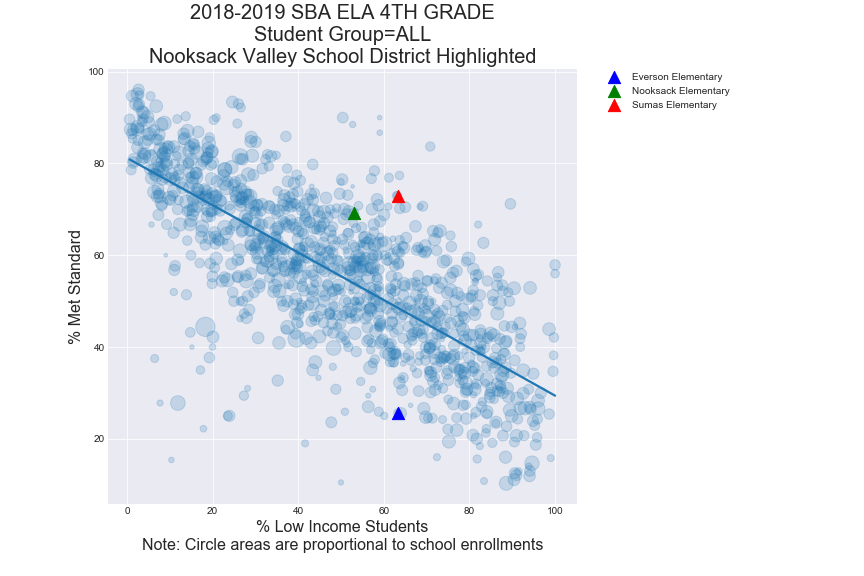 2018-2019 SBA ELA 4TH GRADE
Student Group=ALL
Nooksack Valley School District Highlighted
Everson Elementary
Nooksack Elementary
Sumas Elementary
100
80
60
40
20
% Met Standard
0 20 40 60 80 100
% Low Income Students
Note: Circle areas are proportional to school enrollments